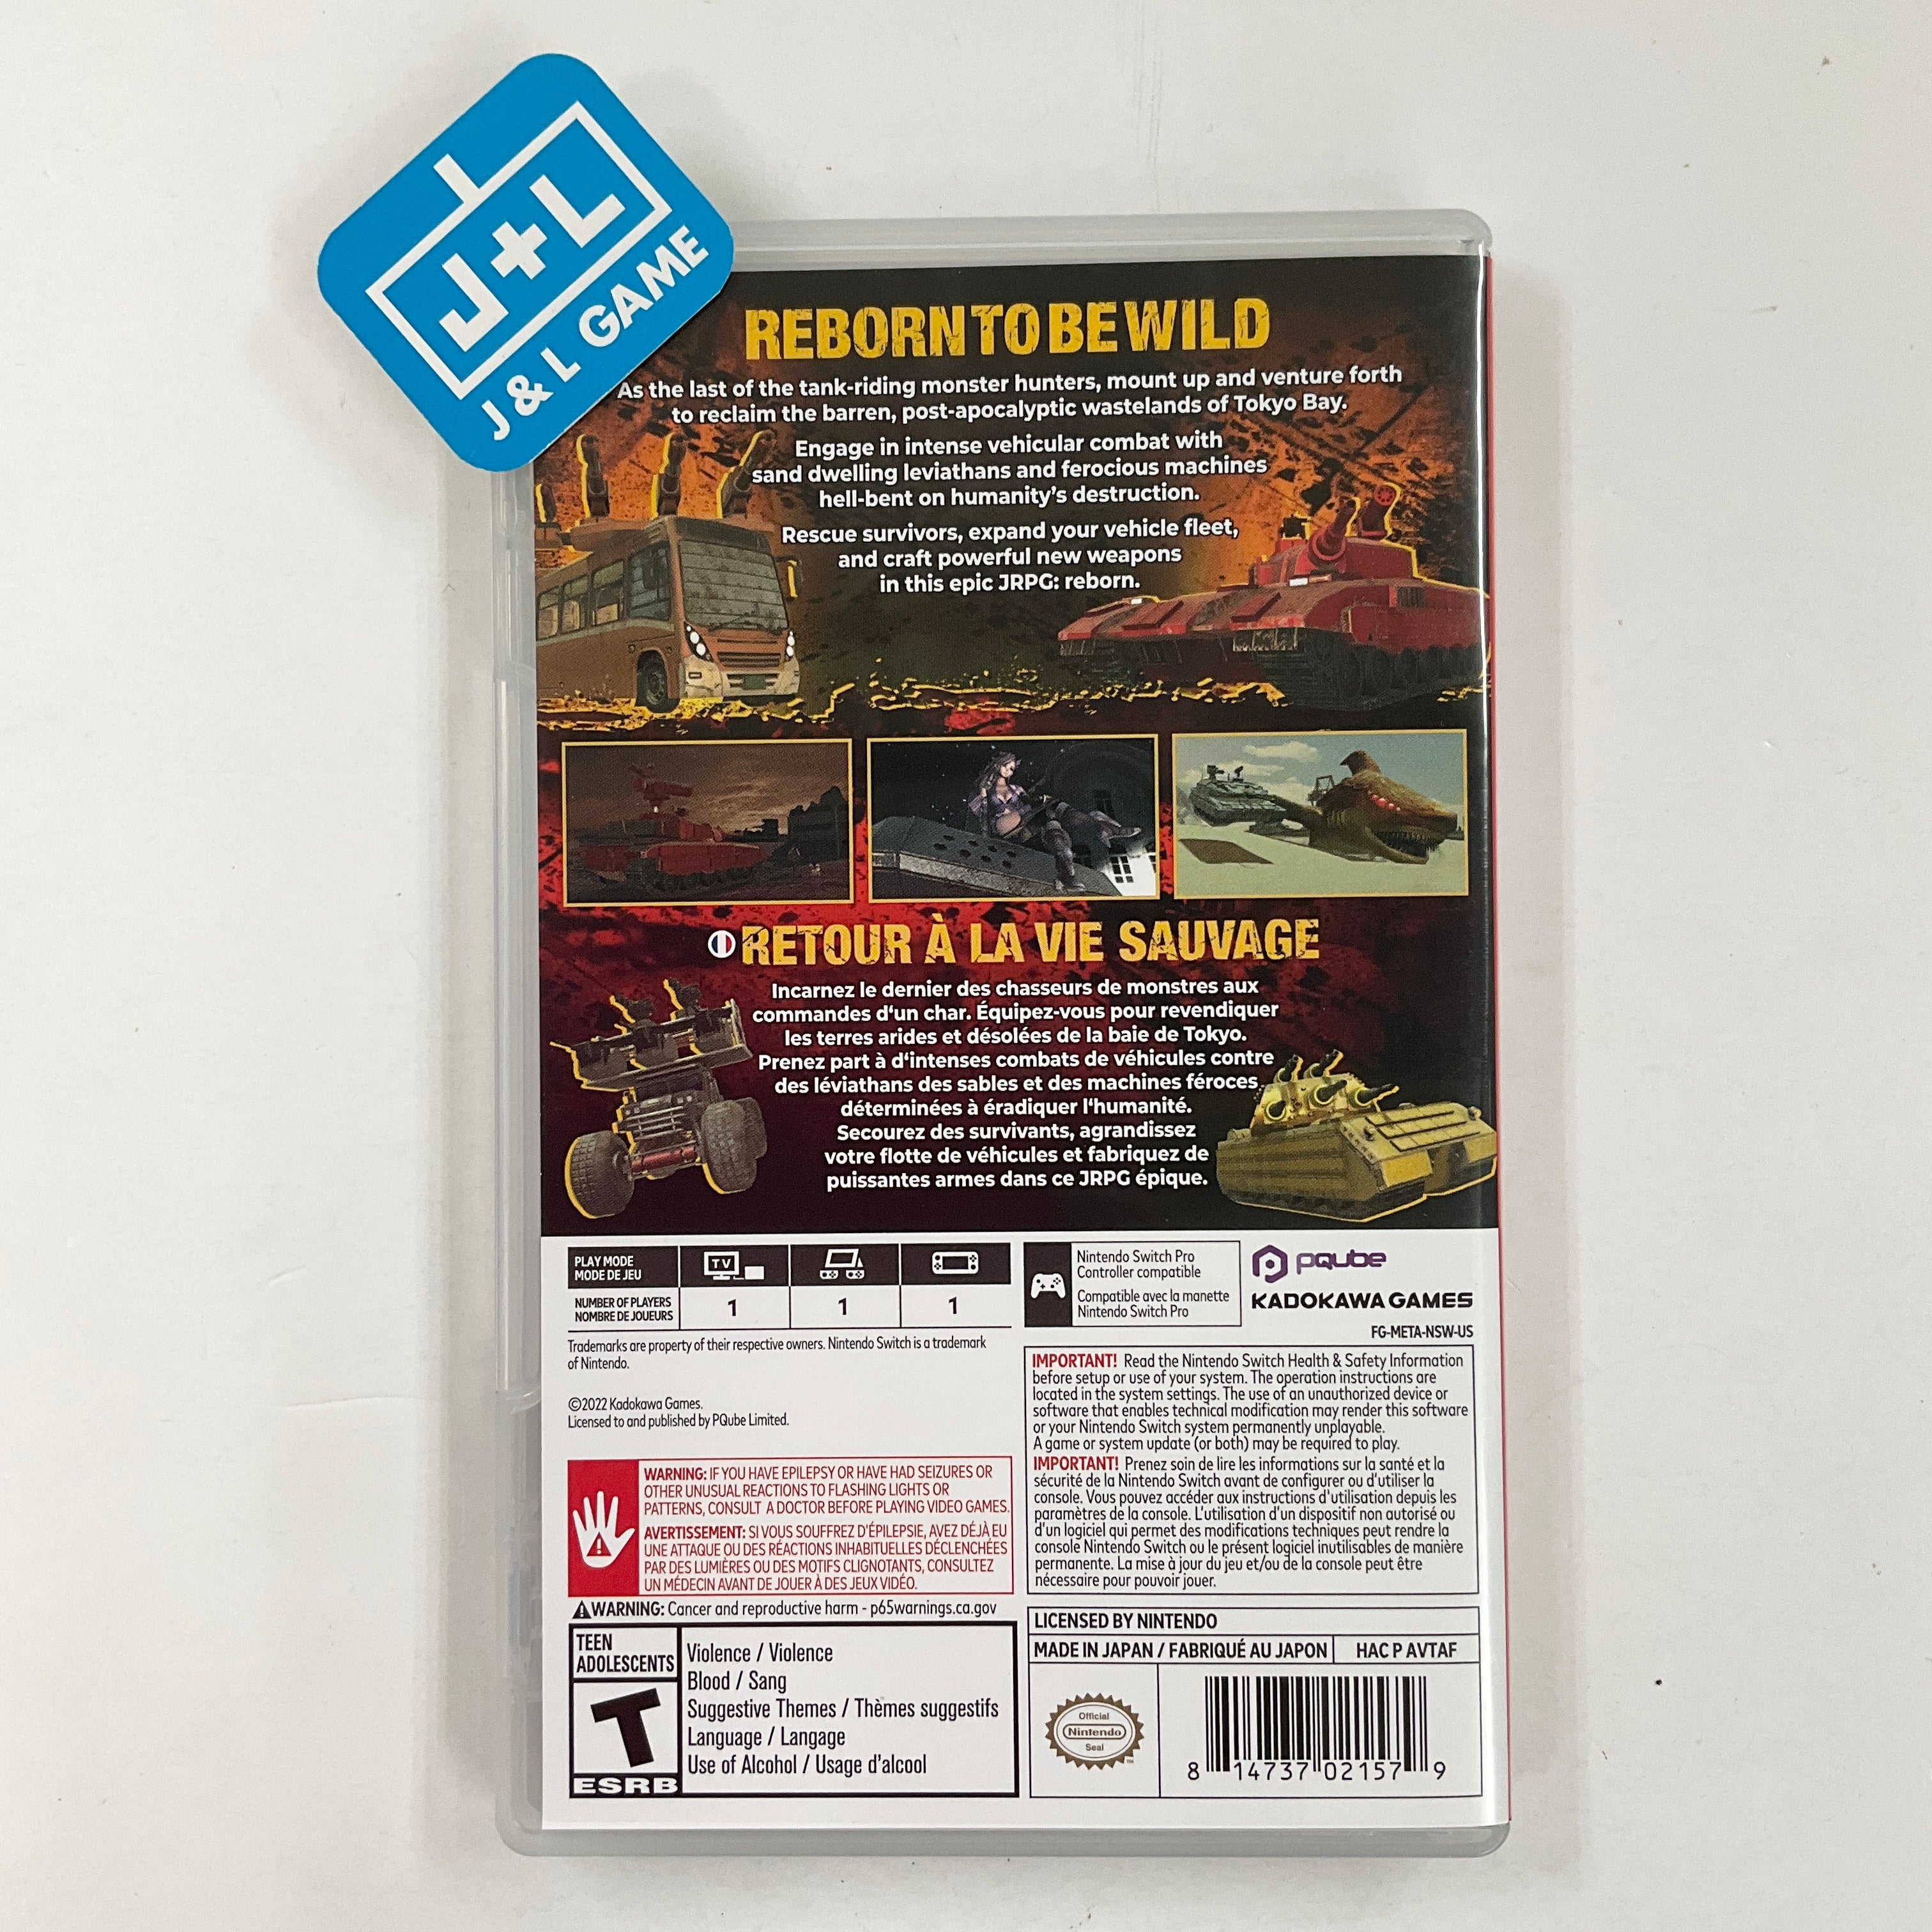 J+L
J & L GAME
REBORN TO BE WILD
As the last of the tank-riding monster hunters, mount up and venture forth
to reclaim the barren, post-apocalyptic wastelands of Tokyo Bay.
Engage in intense vehicular combat with
sand dwelling leviathans and ferocious machines
hell-bent on humanity's destruction.
Rescue survivors, expand your vehicle fleet,
and craft powerful new weapons
in this epic JRPG: reborn.
RETOUR À LA VIE SAUVAGE
Incarnez le dernier des chasseurs de monstres aux
commandes d'un char. Équipez-vous pour revendiquer
les terres arides et désolées de la baie de Tokyo.
Prenez part à d'intenses combats de véhicules contre
des léviathans des sables et des machines féroces
déterminées à éradiquer l'humanité.
Secourez des survivants, agrandissez
votre flotte de véhicules et fabriquez de
puissantes armes dans ce JRPG épique.
PLAY MODE
MODE DE JEU
TV
NUMBER OF PLAYERS
NOMBRE DE JOUEURS
1 1 1
Nintendo Switch Pro
Controller compatible
Compatible avec la manette
Nintendo Switch Pro
pqube
KADOKAWA GAMES
FG-META-NSW-US
Trademarks are property of their respective owners. Nintendo Switch is a trademark
of Nintendo.
©2022 Kadokawa Games.
Licensed to and published by PQube Limited.
WARNING: IF YOU HAVE EPILEPSY OR HAVE HAD SEIZURES OR
OTHER UNUSUAL REACTIONS TO FLASHING LIGHTS OR
PATTERNS, CONSULT A DOCTOR BEFORE PLAYING VIDEO GAMES.
AVERTISSEMENT: SI VOUS SOUFFREZ D'ÉPILEPSIE, AVEZ DÉJÀ EU
UNE ATTAQUE OU DES RÉACTIONS INHABITUELLES DÉCLENCHÉES
PAR DES LUMIÈRES OU DES MOTIFS CLIGNOTANTS, CONSULTEZ
UN MÉDECIN AVANT DE JOUER À DES JEUX VIDÉO.
WARNING: Cancer and reproductive harm - p65warnings.ca.gov
IMPORTANT! Read the Nintendo Switch Health & Safety Information
before setup or use of your system. The operation instructions are
located in the system settings. The use of an unauthorized device or
software that enables technical modification may render this software
or your Nintendo Switch system permanently unplayable.
A game or system update (or both) may be required to play.
IMPORTANT! Prenez soin de lire les informations sur la santé et la
sécurité de la Nintendo Switch avant de configurer ou d'utiliser la
console. Vous pouvez accéder aux instructions d'utilisation depuis les
paramètres de la console. L'utilisation d'un dispositif non autorisé ou
d'un logiciel qui permet des modifications techniques peut rendre la
console Nintendo Switch ou le présent logiciel inutilisables de manière
permanente. La mise à jour du jeu et/ou de la console peut être
nécessaire pour pouvoir jouer.
TEEN
ADOLESCENTS
T
ESRB
Violence / Violence
Blood / Sang
Suggestive Themes / Thèmes suggestifs
Language / Langage
Use of Alcohol / Usage d'alcool
LICENSED BY NINTENDO
MADE IN JAPAN / FABRIQUÉ AU JAPON HAC P AVTAF
Official
Nintendo
Seal
8 14737 02157 9